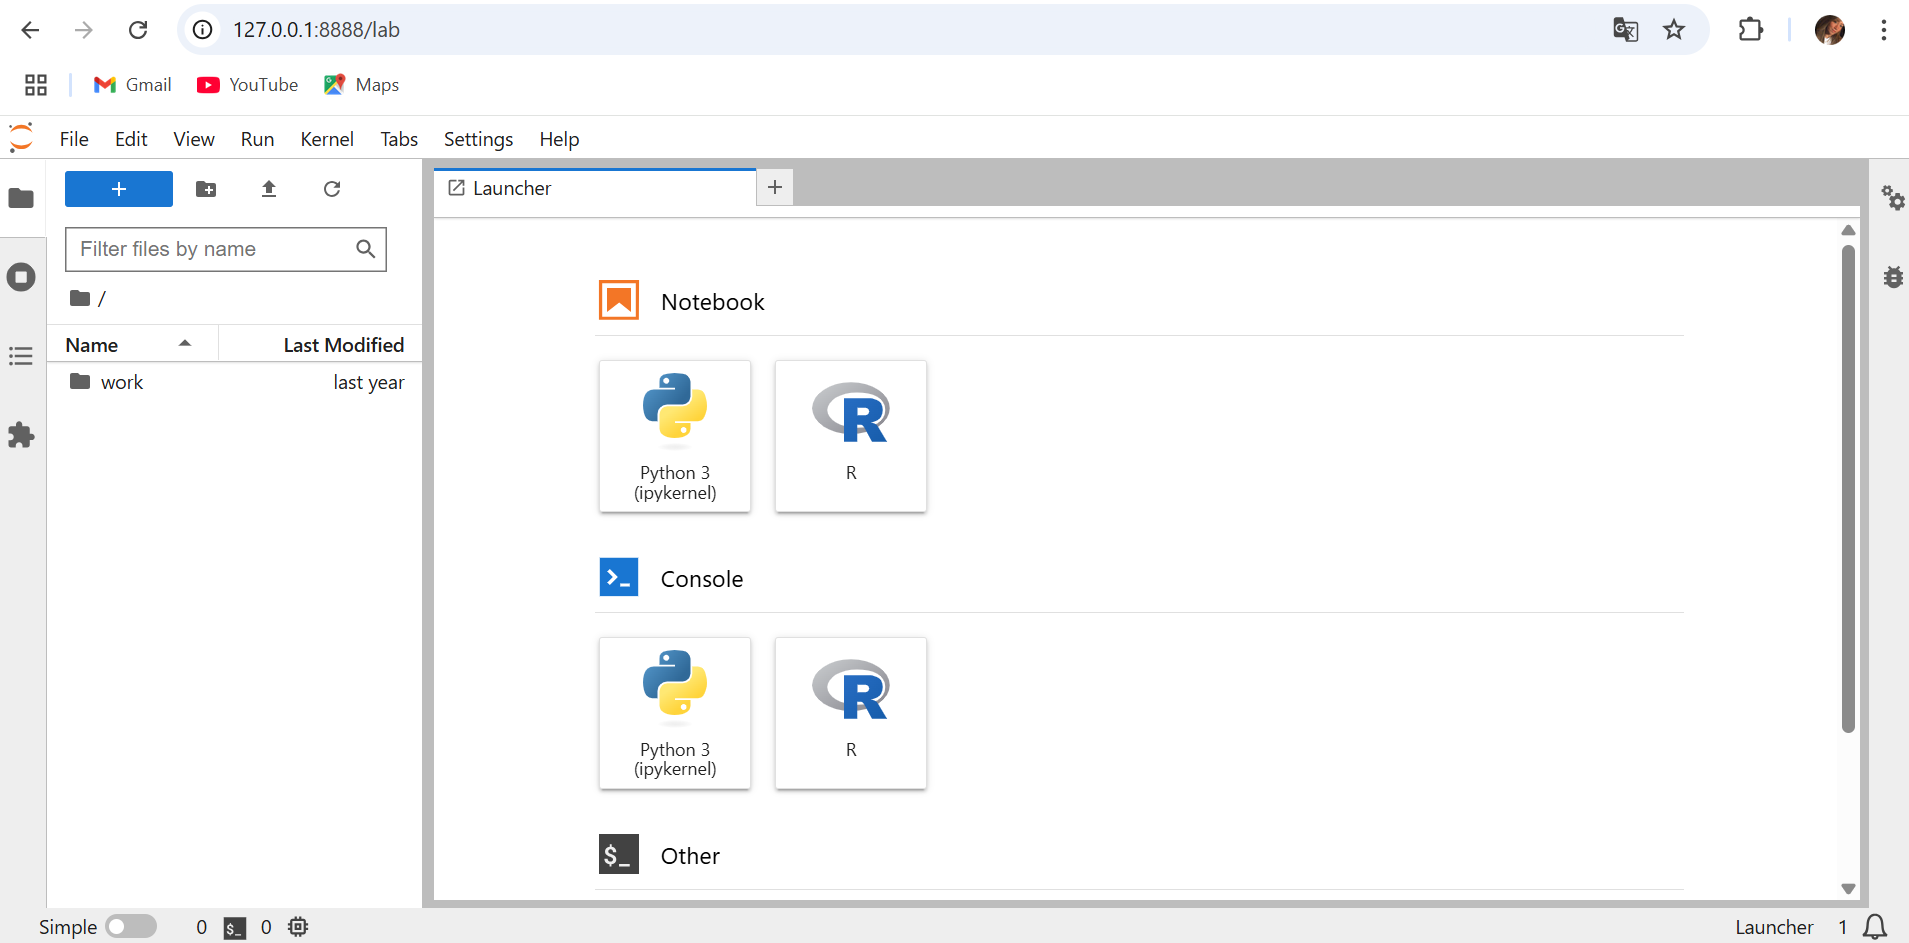 127.0.0.1:8888/lab
Gmail YouTube Maps
File Edit View Run Kernel Tabs Settings Help
+
Launcher
Filter files by name
/
Name Last Modified
work last year
Notebook
Python 3
(ipykernel)
R
Console
Python 3
(ipykernel)
R
$_ Other
Simple 0 $_ 0 Launcher 1